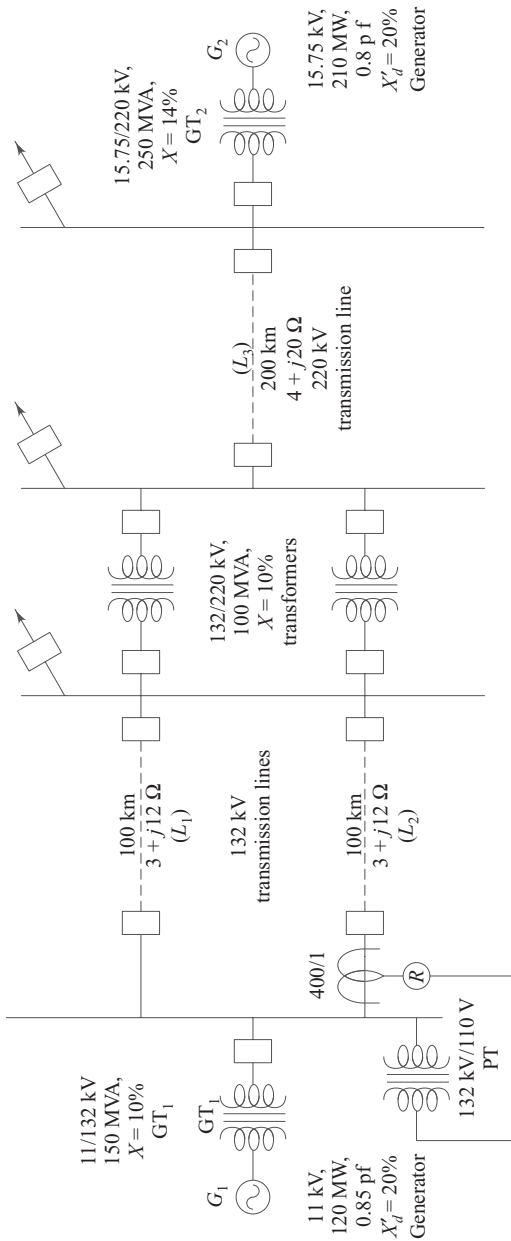 11/132 kV
150 MVA,
X = 10%
GT₁
GT₁
G₁
11 kV,
120 MW,
0.85 pf
X′d = 20%
Generator
132 kV/110 V
PT
400/1
R
100 km
3 + j12 Ω
(L₁)
132 kV
transmission lines
100 km
3 + j12 Ω
(L₂)
132/220 kV,
100 MVA,
X = 10%
transformers
(L₃)
200 km
4 + j20 Ω
220 kV
transmission line
15.75/220 kV,
250 MVA,
X = 14%
GT₂
G₂
15.75 kV,
210 MW,
0.8 p f
X′d = 20%
Generator